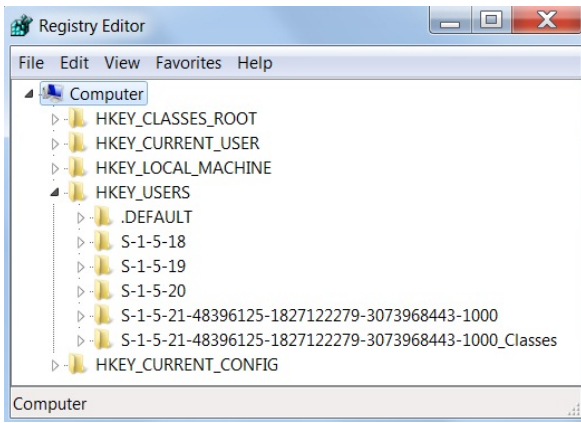 Registry Editor
File Edit View Favorites Help
Computer
HKEY_CLASSES_ROOT
HKEY_CURRENT_USER
HKEY_LOCAL_MACHINE
HKEY_USERS
.DEFAULT
S-1-5-18
S-1-5-19
S-1-5-20
S-1-5-21-48396125-1827122279-3073968443-1000
S-1-5-21-48396125-1827122279-3073968443-1000_Classes
HKEY_CURRENT_CONFIG
Computer